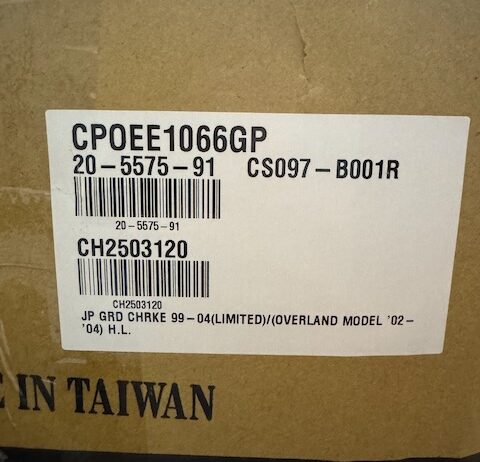 CPOEE1066GP
20-5575-91 CS097-B001R
20-5575-91
CH2503120
CH2503120
JP GRD CHRKE 99-04(LIMITED)/(OVERLAND MODEL '02-
'04) H.L.
IN TAIWAN